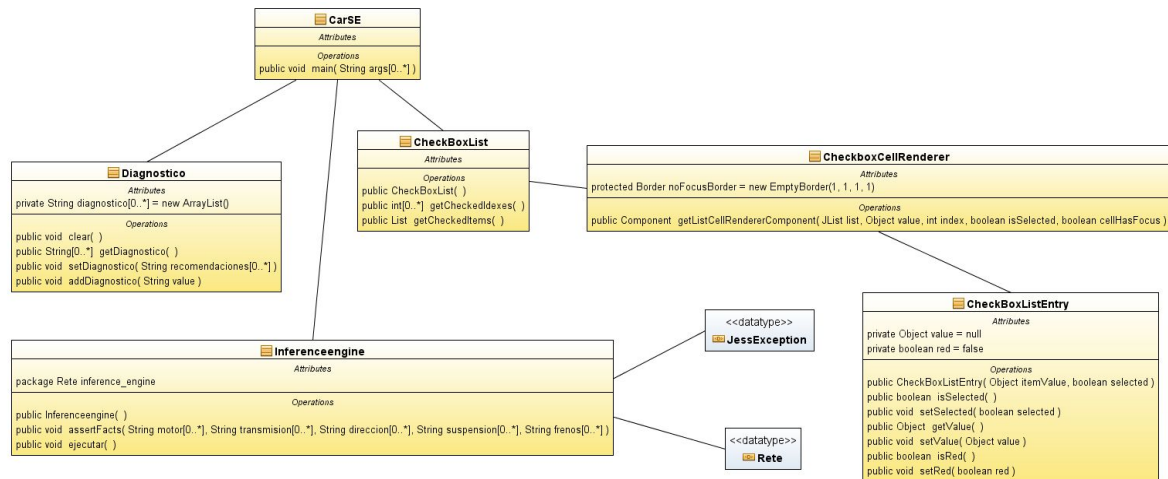 CarSE
Attributes
Operations
public void main( String args[0..*] )
CheckBoxList
Attributes
Operations
public CheckBoxList( )
public int[0..*] getCheckedIdexes( )
public List getCheckedItems( )
CheckboxCellRenderer
Attributes
protected Border noFocusBorder = new EmptyBorder(1, 1, 1, 1)
Operations
public Component getListCellRendererComponent( JList list, Object value, int index, boolean isSelected, boolean cellHasFocus )
Diagnostico
Attributes
private String diagnostico[0..*] = new ArrayList()
Operations
public void clear( )
public String[0..*] getDiagnostico( )
public void setDiagnostico( String recomendaciones[0..*] )
public void addDiagnostico( String value )
CheckBoxListEntry
Attributes
private Object value = null
private boolean red = false
Operations
public CheckBoxListEntry( Object itemValue, boolean selected )
public boolean isSelected( )
public void setSelected( boolean selected )
public Object getValue( )
public void setValue( Object value )
public boolean isRed( )
public void setRed( boolean red )
<<datatype>>
JessException
Inferenceengine
Attributes
package Rete inference_engine
Operations
public Inferenceengine( )
public void assertFacts( String motor[0..*], String transmision[0..*], String direccion[0..*], String suspension[0..*], String frenos[0..*] )
public void ejecutar( )
<<datatype>>
Rete